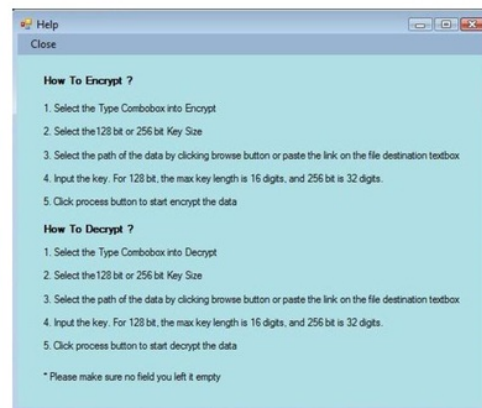 Help
Close
How To Encrypt ?
1. Select the Type Combobox into Encrypt
2. Select the128 bit or 256 bit Key Size
3. Select the path of the data by clicking browse button or paste the link on the file destination textbox
4. Input the key. For 128 bit, the max key length is 16 digits, and 256 bit is 32 digits.
5. Click process button to start encrypt the data
How To Decrypt ?
1. Select the Type Combobox into Decrypt
2. Select the128 bit or 256 bit Key Size
3. Select the path of the data by clicking browse button or paste the link on the file destination textbox
4. Input the key. For 128 bit, the max key length is 16 digits, and 256 bit is 32 digits.
5. Click process button to start decrypt the data
* Please make sure no field you left it empty